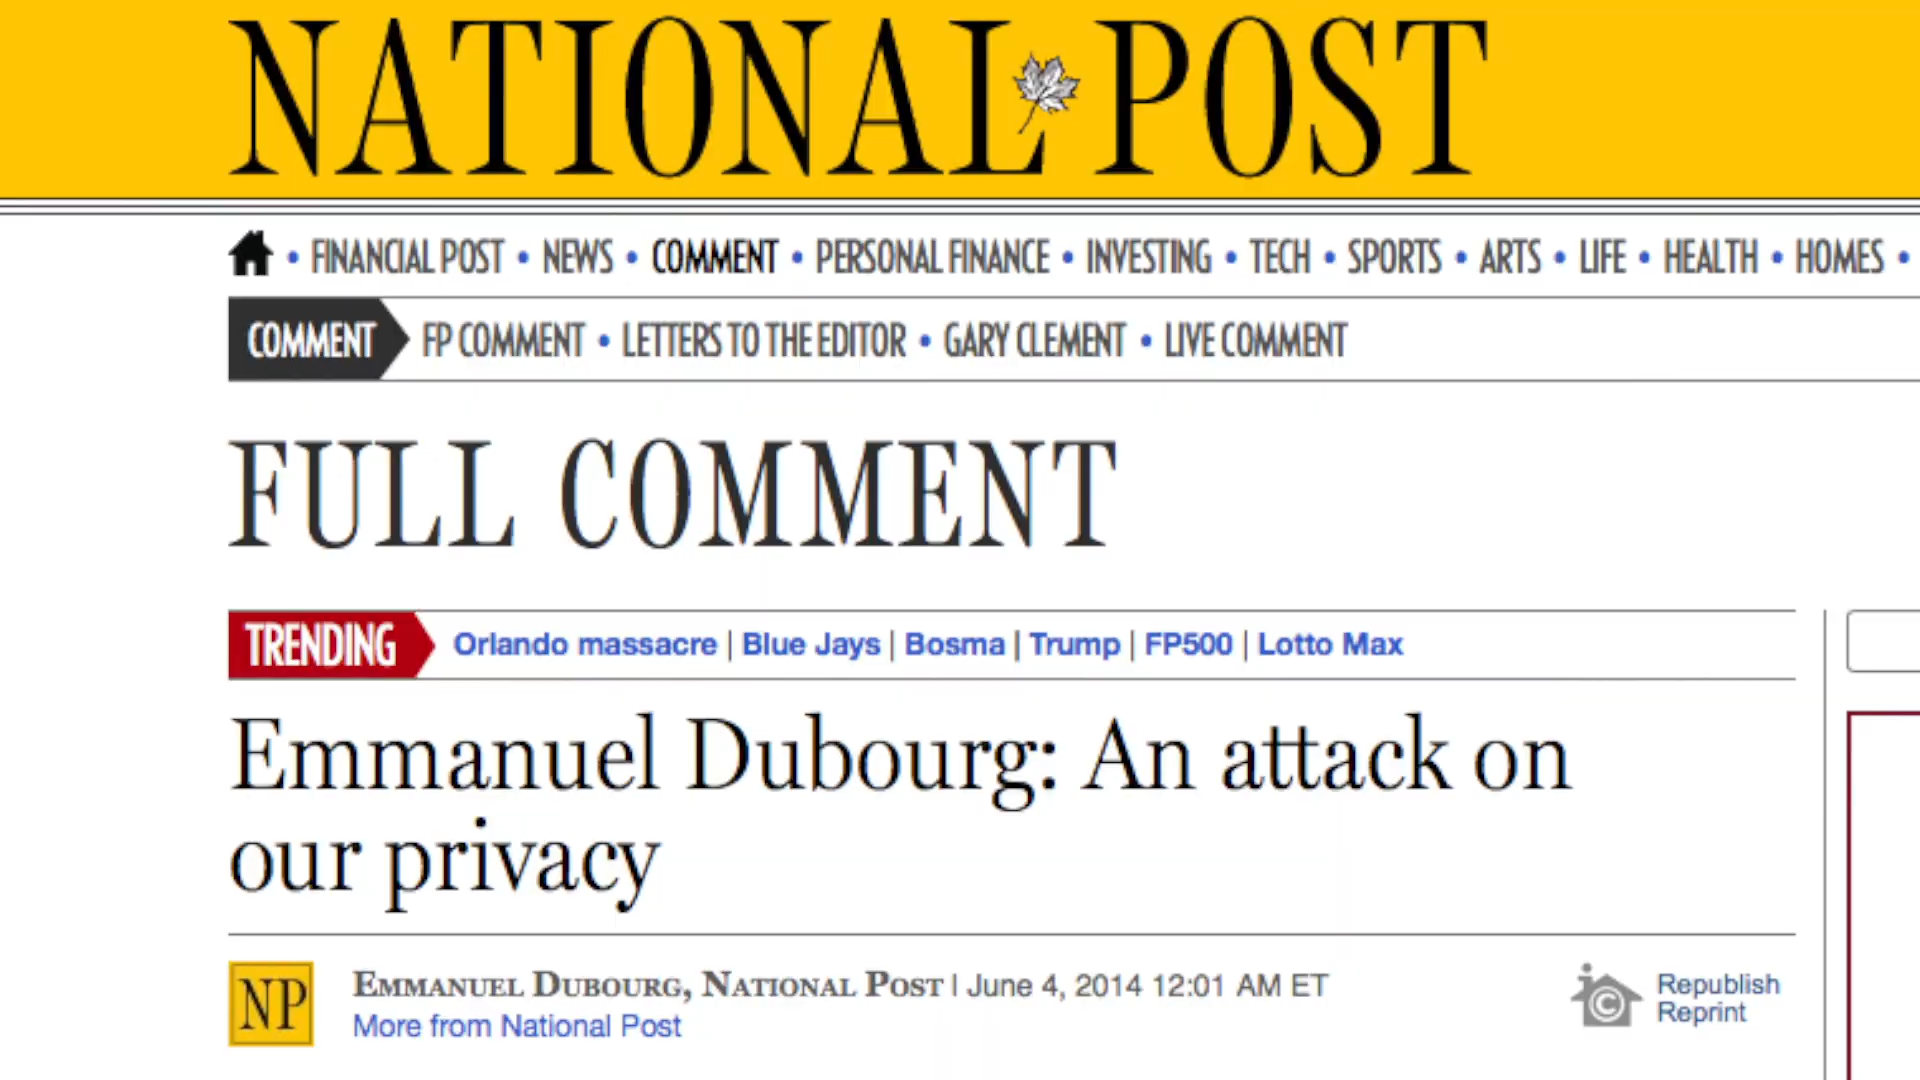 NATIONAL POST
• FINANCIAL POST • NEWS • COMMENT • PERSONAL FINANCE • INVESTING • TECH • SPORTS • ARTS • LIFE • HEALTH • HOMES •
COMMENT FP COMMENT • LETTERS TO THE EDITOR • GARY CLEMENT • LIVE COMMENT
FULL COMMENT
TRENDING Orlando massacre | Blue Jays | Bosma | Trump | FP500 | Lotto Max
Emmanuel Dubourg: An attack on
our privacy
NP
EMMANUEL DUBOURG, NATIONAL POST | June 4, 2014 12:01 AM ET
More from National Post
©
Republish
Reprint